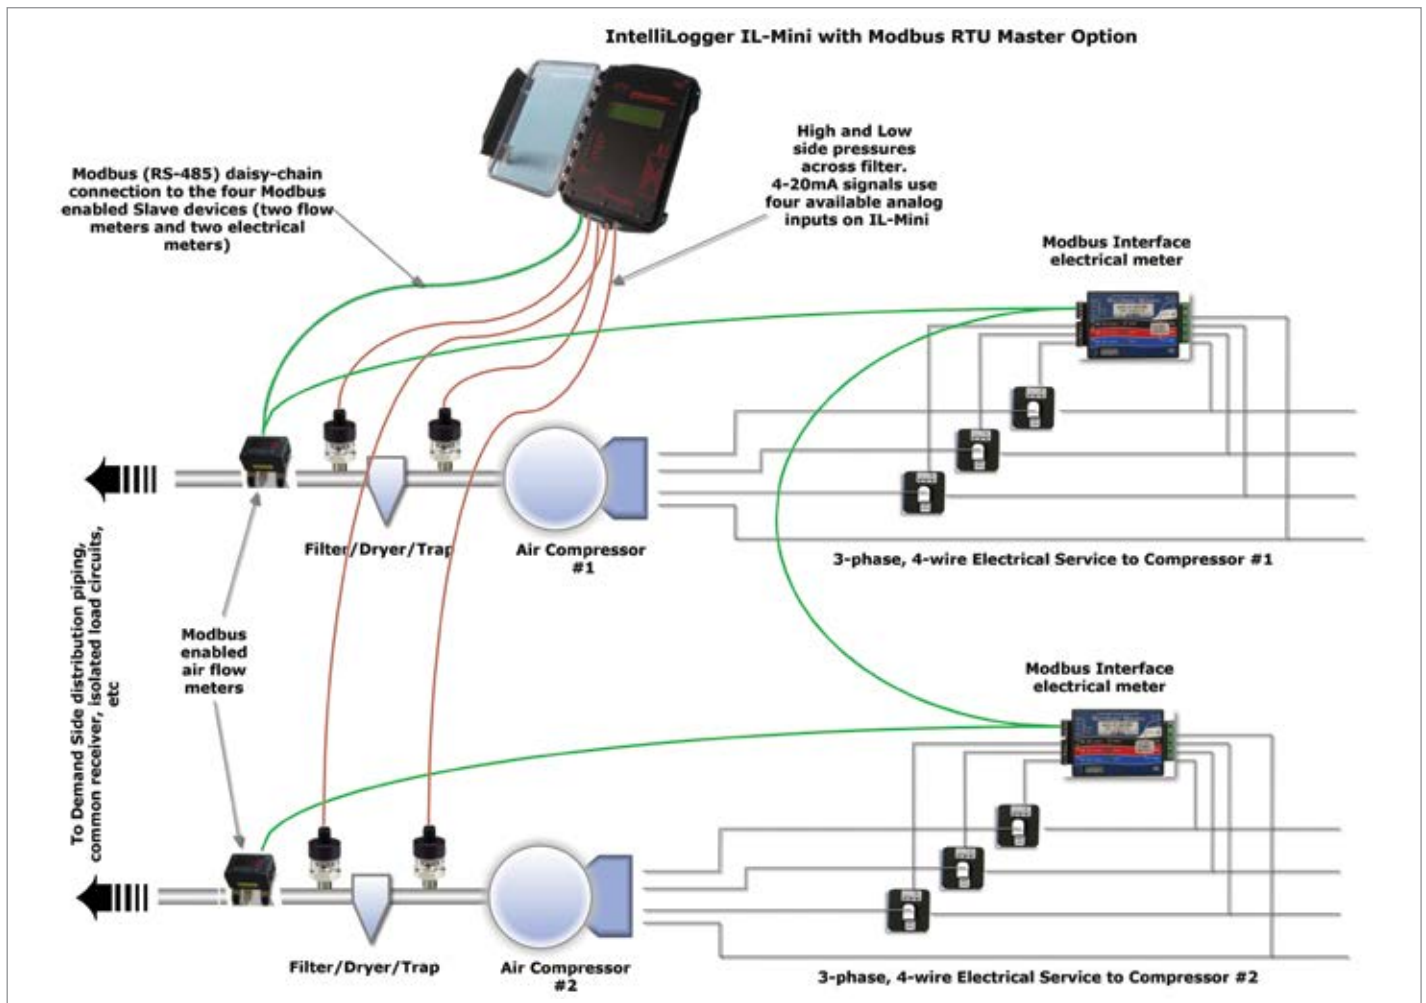 IntelliLogger IL-Mini with Modbus RTU Master Option
Modbus (RS-485) daisy-chain
connection to the four Modbus
enabled Slave devices (two flow
meters and two electrical
meters)
High and Low
side pressures
across filter.
4-20mA signals use
four available analog
inputs on IL-Mini
Modbus Interface
electrical meter
Filter/Dryer/Trap
Air Compressor
#1
3-phase, 4-wire Electrical Service to Compressor #1
To Demand Side distribution piping,
common receiver, isolated load circuits,
etc
Modbus
enabled
air flow
meters
Modbus Interface
electrical meter
Filter/Dryer/Trap
Air Compressor
#2
3-phase, 4-wire Electrical Service to Compressor #2